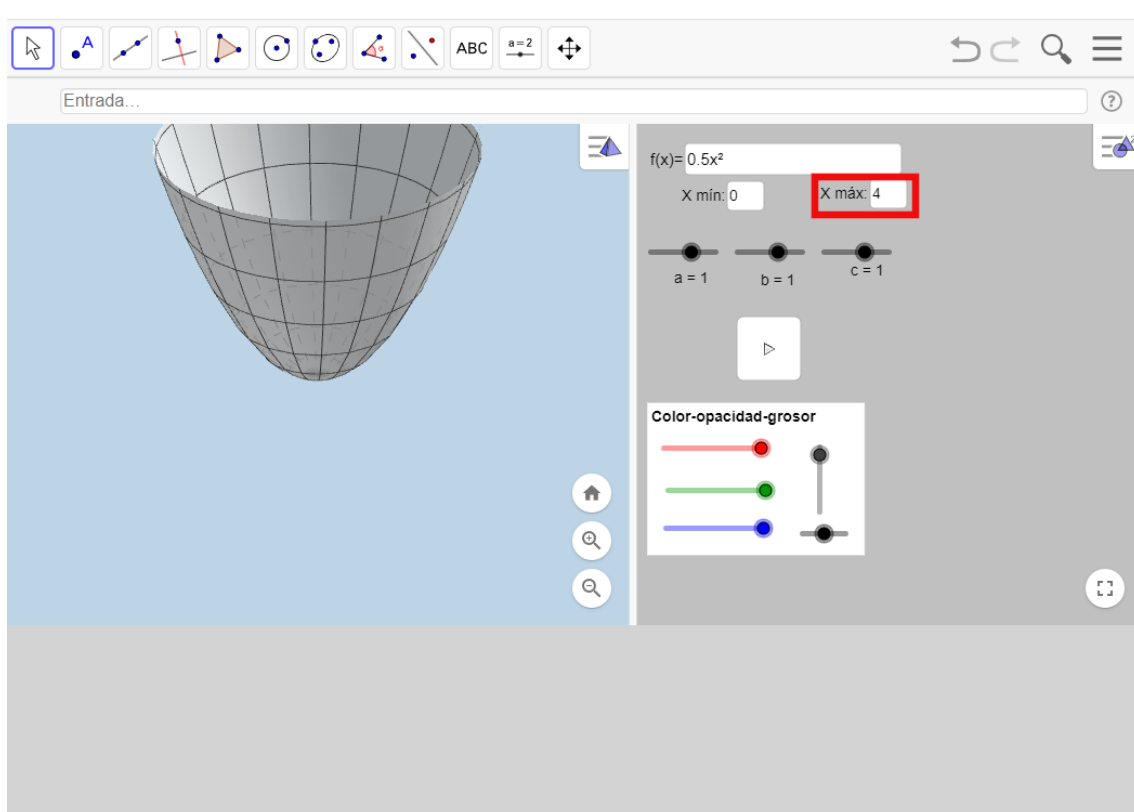 A
α
ABC
a = 2
Entrada…
?
f(x)= 0.5x²
X mín: 0
X máx: 4
a = 1
b = 1
c = 1
Color-opacidad-grosor